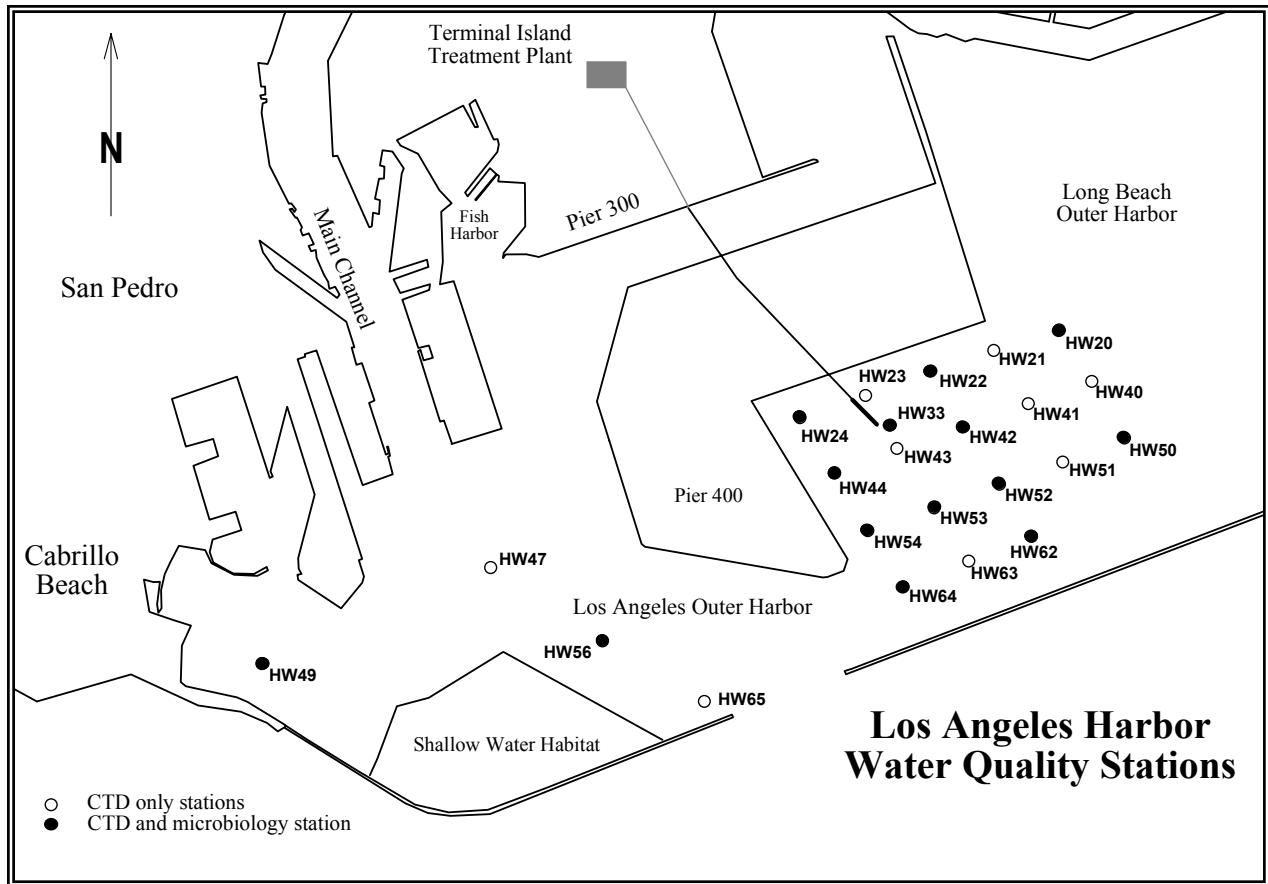 Terminal Island
Treatment Plant
N
Long Beach
Outer Harbor
Pier 300
Fish
Harbor
Main Channel
San Pedro
HW20
HW21
HW22
HW23
HW40
HW41
HW33
HW24
HW42
HW50
HW43
HW51
HW44
Pier 400
HW52
HW53
HW54
HW62
HW63
HW64
Cabrillo
Beach
HW47
Los Angeles Outer Harbor
HW56
HW49
HW65
Shallow Water Habitat
Los Angeles Harbor
Water Quality Stations
CTD only stations
CTD and microbiology station